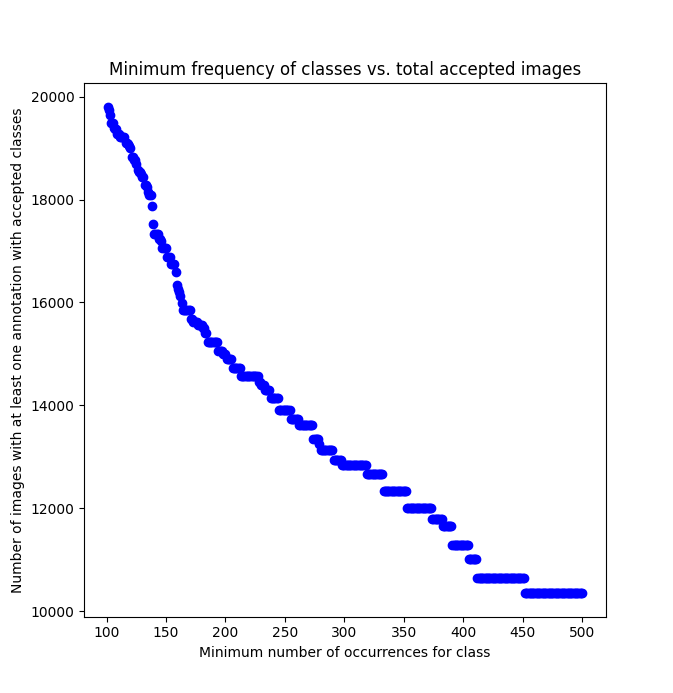 Minimum frequency of classes vs. total accepted images
Number of images with at least one annotation with accepted classes
20000
18000
16000
14000
12000
10000
100 150 200 250 300 350 400 450 500
Minimum number of occurrences for class